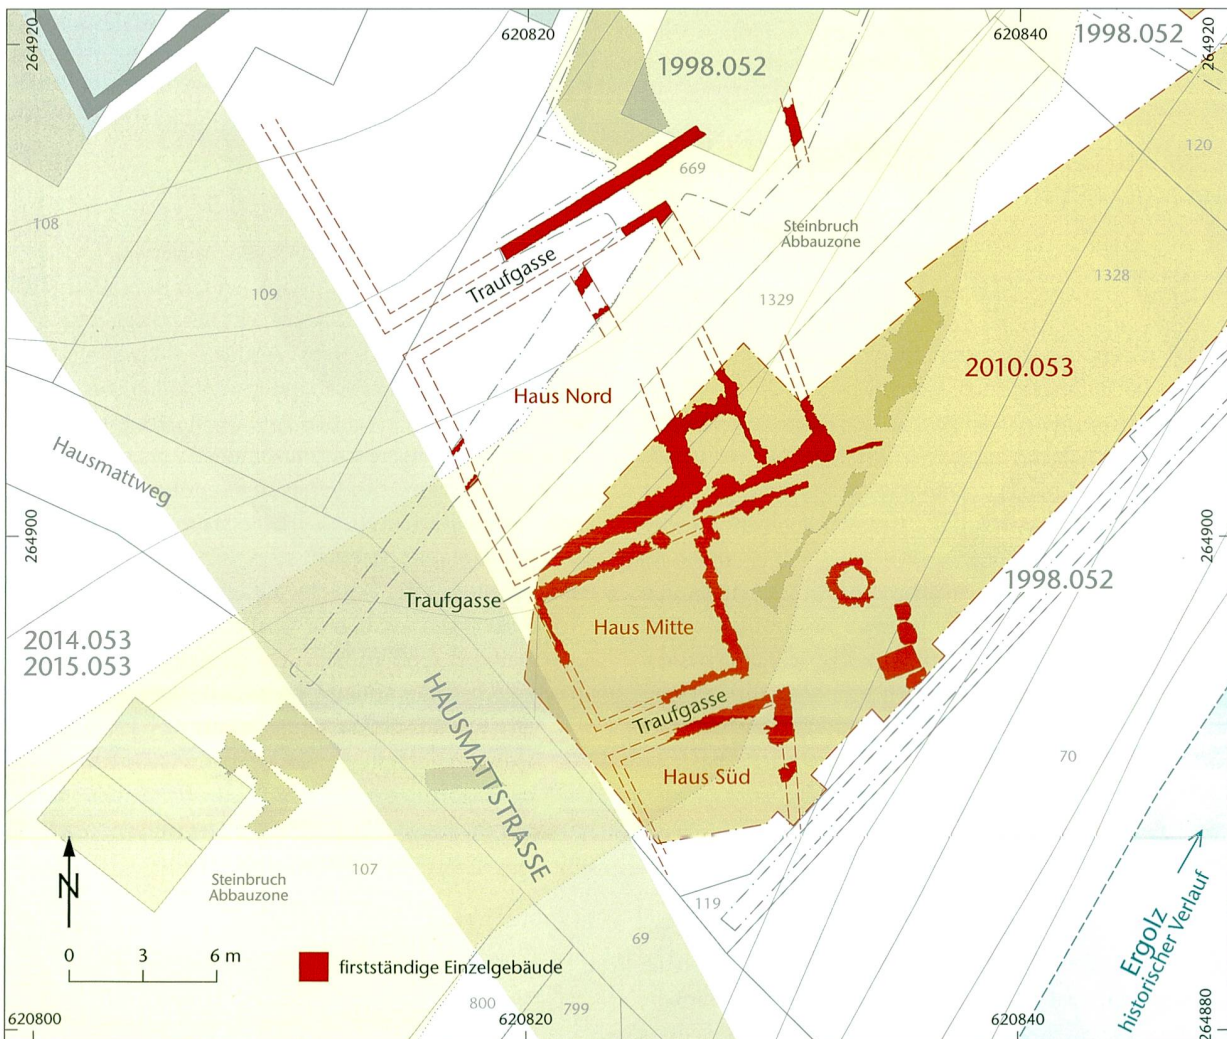 264920
620820
620840
1998.052
264920
1998.052
669
120
108
Steinbruch
Abbauzone
109
Traufgasse
1329
1328
2010.053
Haus Nord
Hausmattweg
264900
264900
1998.052
Traufgasse
Haus Mitte
2014.053
2015.053
HAUSMATTSTRASSE
Traufgasse
Haus Süd
70
107
Steinbruch
Abbauzone
N
119
69
Ergolz
historischer Verlauf
0 3 6 m
firstständige Einzelgebäude
800
799
620800
620820
620840
264880